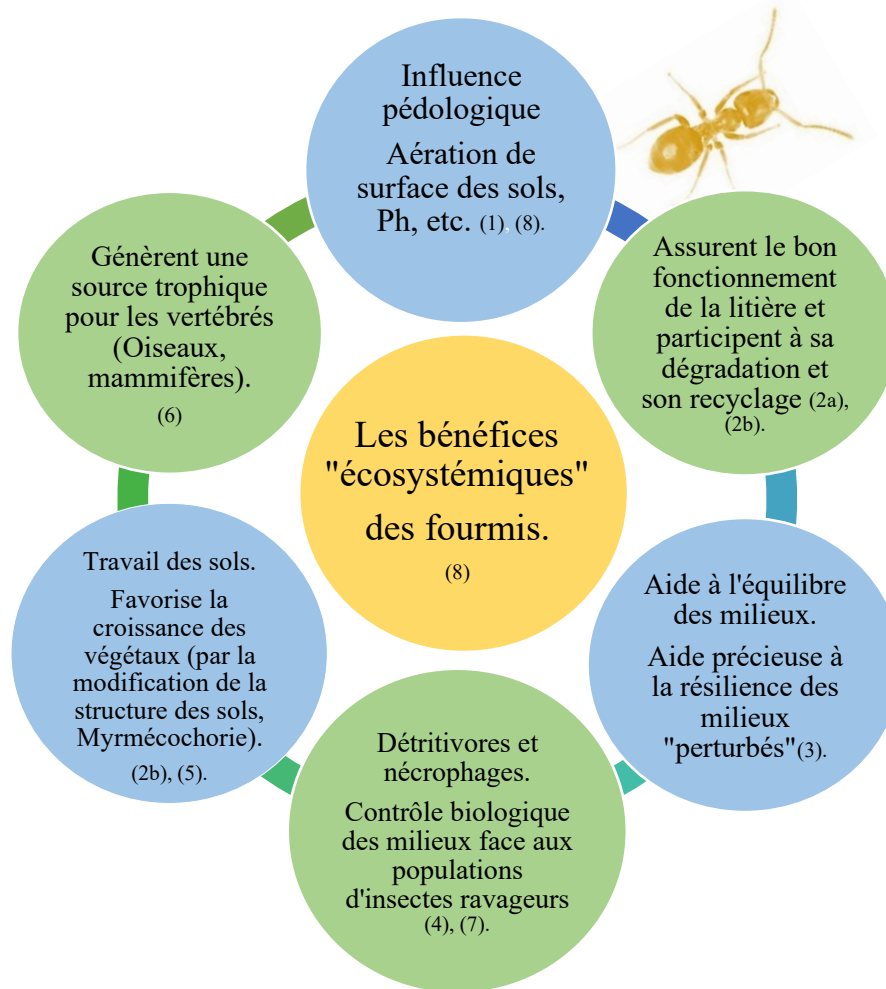 Influence
pédologique
Aération de
surface des sols,
Ph, etc. (1), (8).
Assurent le bon
fonctionnement
de la litière et
participent à sa
dégradation et
son recyclage (2a),
(2b).
Aide à l'équilibre
des milieux.
Aide précieuse à
la résilience des
milieux
"perturbés"(3).
Détritivores et
nécrophages.
Contrôle biologique
des milieux face aux
populations
d'insectes ravageurs
(4), (7).
Travail des sols.
Favorise la
croissance des
végétaux (par la
modification de la
structure des sols,
Myrmécochorie).
(2b), (5).
Génèrent une
source trophique
pour les vertébrés
(Oiseaux,
mammifères).
(6)
Les bénéfices
"écosystémiques"
des fourmis.
(8)